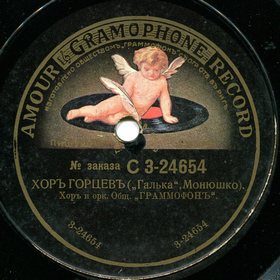 AMOUR GRAMOPHONE RECORD
№ заказа С 3-24654
ХОРЪ ГОРЦЕВЪ („Галька“, Монюшко).
Хоръ и орк. Общ. „ГРАММОФОНЪ“.
3-24654
3-24654